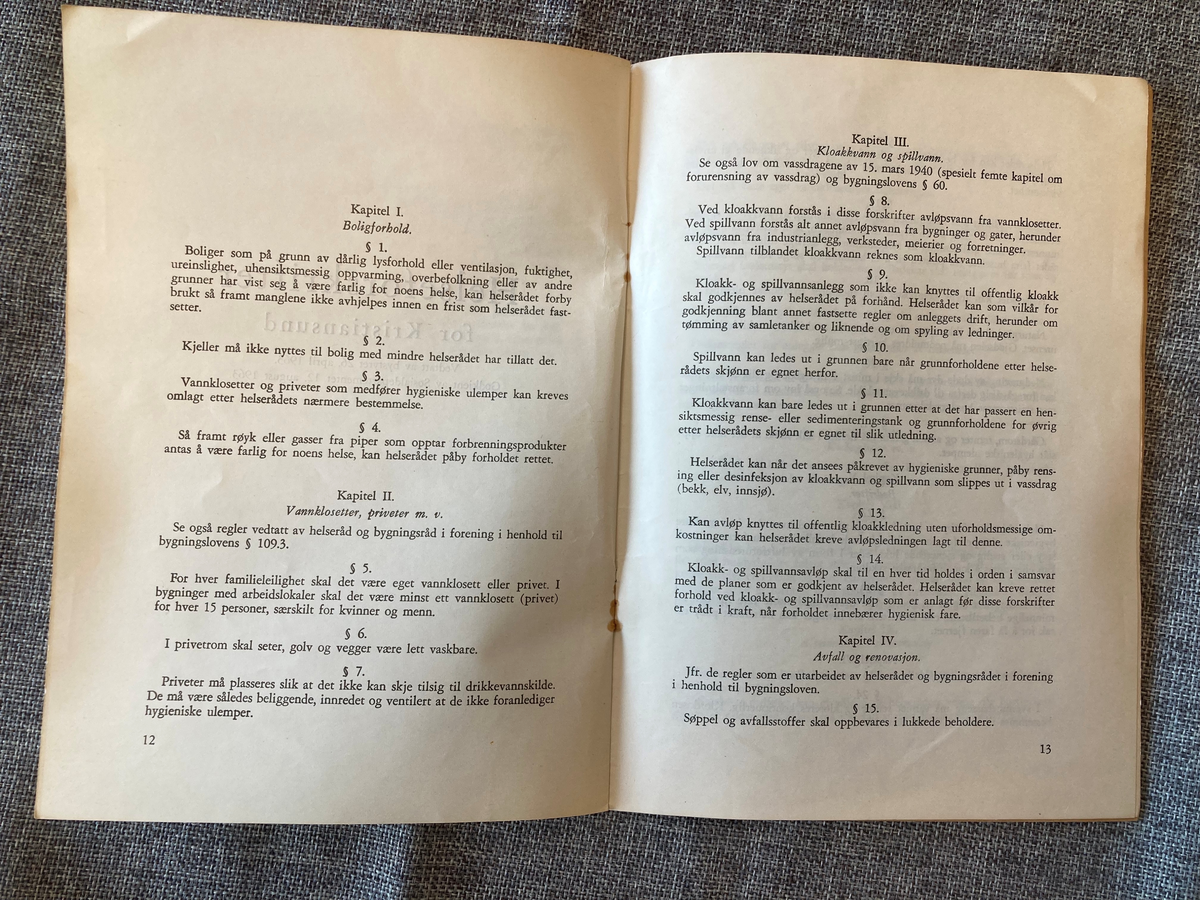 Kapitel I.
Boligforhold.
§ 1.
Boliger som på grunn av dårlig lysforhold eller ventilasjon, fuktighet,
ureinslighet, uhensiktsmessig oppvarming, overbefolkning eller av andre
grunner har vist seg å være farlig for noens helse, kan helserådet forby
brukt så framt manglene ikke avhjelpes innen en frist som helserådet fast-
setter.
§ 2.
Kjeller må ikke nyttes til bolig med mindre helserådet har tillatt det.
§ 3.
Vannklosetter og priveter som medfører hygieniske ulemper kan kreves
omlagt etter helserådets nærmere bestemmelse.
§ 4.
Så framt røyk eller gasser fra piper som opptar forbrenningsprodukter
antas å være farlig for noens helse, kan helserådet påby forholdet rettet.
Kapitel II.
Vannklosetter, priveter m. v.
Se også regler vedtatt av helseråd og bygningsråd i forening i henhold til
bygningslovens § 109.3.
§ 5.
For hver familieleilighet skal det være eget vannklosett eller privet. I
bygninger med arbeidslokaler skal det være minst ett vannklosett (privet)
for hver 15 personer, særskilt for kvinner og menn.
§ 6.
I privetrom skal seter, golv og vegger være lett vaskbare.
§ 7.
Priveter må plasseres slik at det ikke kan skje tilsig til drikkevannskilde.
De må være således beliggende, innredet og ventilert at de ikke foranlediger
hygieniske ulemper.
12
Kapitel III.
Kloakkvann og spillvann.
Se også lov om vassdragene av 15. mars 1940 (spesielt femte kapitel om
forurensning av vassdrag) og bygningslovens § 60.
§ 8.
Ved kloakkvann forstås i disse forskrifter avløpsvann fra vannklosetter.
Ved spillvann forstås alt annet avløpsvann fra bygninger og gater, herunder
avløpsvann fra industrianlegg, verksteder, meierier og forretninger.
Spillvann tilblandet kloakkvann reknes som kloakkvann.
§ 9.
Kloakk- og spillvannsanlegg som ikke kan knyttes til offentlig kloakk
skal godkjennes av helserådet på forhånd. Helserådet kan som vilkår for
godkjenning blant annet fastsette regler om anleggets drift, herunder om
tømming av samletanker og liknende og om spyling av ledninger.
§ 10.
Spillvann kan ledes ut i grunnen bare når grunnforholdene etter helse-
rådets skjønn er egnet herfor.
§ 11.
Kloakkvann kan bare ledes ut i grunnen etter at det har passert en hen-
siktsmessig rense- eller sedimenteringstank og grunnforholdene for øvrig
etter helserådets skjønn er egnet til slik utledning.
§ 12.
Helserådet kan når det ansees påkrevet av hygieniske grunner, påby rens-
ing eller desinfeksjon av kloakkvann og spillvann som slippes ut i vassdrag
(bekk, elv, innsjø).
§ 13.
Kan avløp knyttes til offentlig kloakkledning uten uforholdsmessige om-
kostninger kan helserådet kreve avløpsledningen lagt til denne.
§ 14.
Kloakk- og spillvannsavløp skal til en hver tid holdes i orden i samsvar
med de planer som er godkjent av helserådet. Helserådet kan kreve rettet
forhold ved kloakk- og spillvannsavløp som er anlagt før disse forskrifter
er trådt i kraft, når forholdet innebærer hygienisk fare.
Kapitel IV.
Avfall og renovasjon.
Jfr. de regler som er utarbeidet av helserådet og bygningsrådet i forening
i henhold til bygningsloven.
§ 15.
Søppel og avfallsstoffer skal oppbevares i lukkede beholdere.
13